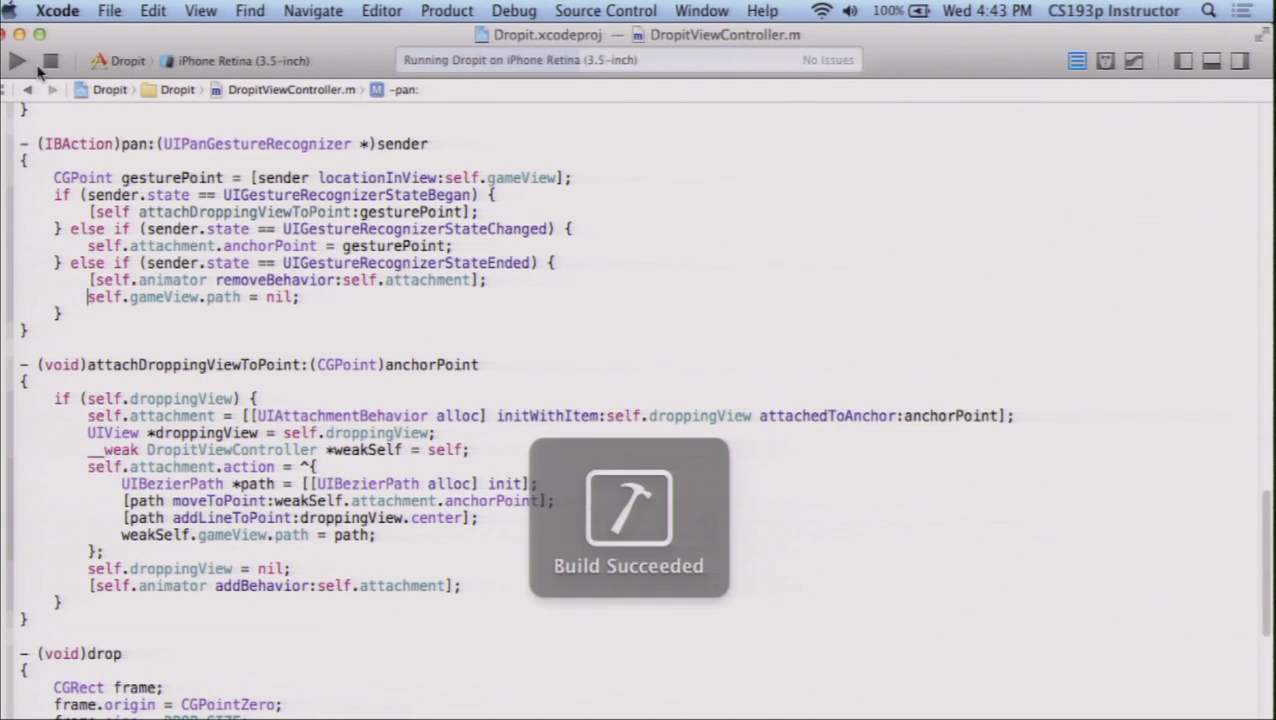 Xcode File Edit View Find Navigate Editor Product Debug Source Control Window Help 100% Wed 4:43 PM CS193p Instructor
Dropit.xcodeproj — DropitViewController.m
Dropit iPhone Retina (3.5-inch) Running Dropit on iPhone Retina (3.5-inch) No Issues
Dropit Dropit DropitViewController.m M -pan:
}
- (IBAction)pan:(UIPanGestureRecognizer *)sender
{
CGPoint gesturePoint = [sender locationInView:self.gameView];
if (sender.state == UIGestureRecognizerStateBegan) {
[self attachDroppingViewToPoint:gesturePoint];
} else if (sender.state == UIGestureRecognizerStateChanged) {
self.attachment.anchorPoint = gesturePoint;
} else if (sender.state == UIGestureRecognizerStateEnded) {
[self.animator removeBehavior:self.attachment];
self.gameView.path = nil;
}
}
- (void)attachDroppingViewToPoint:(CGPoint)anchorPoint
{
if (self.droppingView) {
self.attachment = [[UIAttachmentBehavior alloc] initWithItem:self.droppingView attachedToAnchor:anchorPoint];
UIView *droppingView = self.droppingView;
__weak DropitViewController *weakSelf = self;
self.attachment.action = ^{
UIBezierPath *path = [[UIBezierPath alloc] init];
[path moveToPoint:weakSelf.attachment.anchorPoint];
[path addLineToPoint:droppingView.center];
weakSelf.gameView.path = path;
};
self.droppingView = nil;
[self.animator addBehavior:self.attachment];
}
}
Build Succeeded
- (void)drop
{
CGRect frame;
frame.origin = CGPointZero;